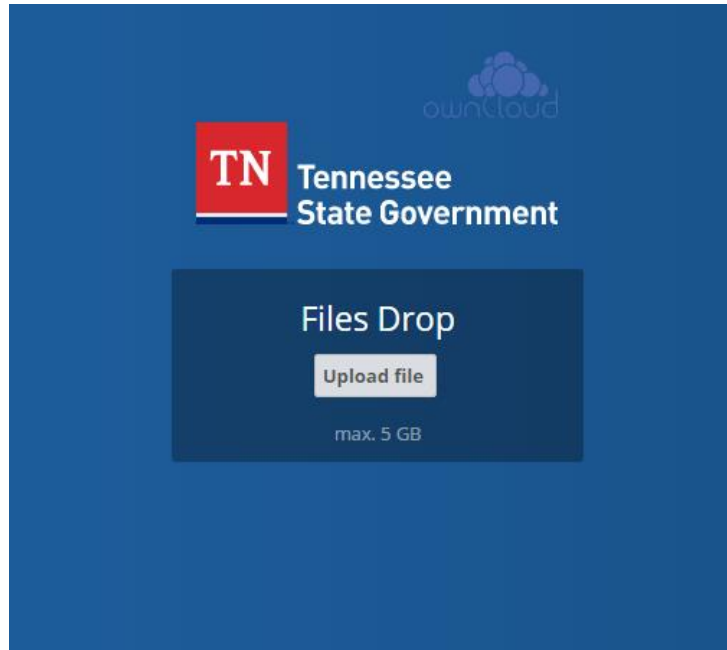 ownCloud
TN
Tennessee
State Government
Files Drop
Upload file
max. 5 GB